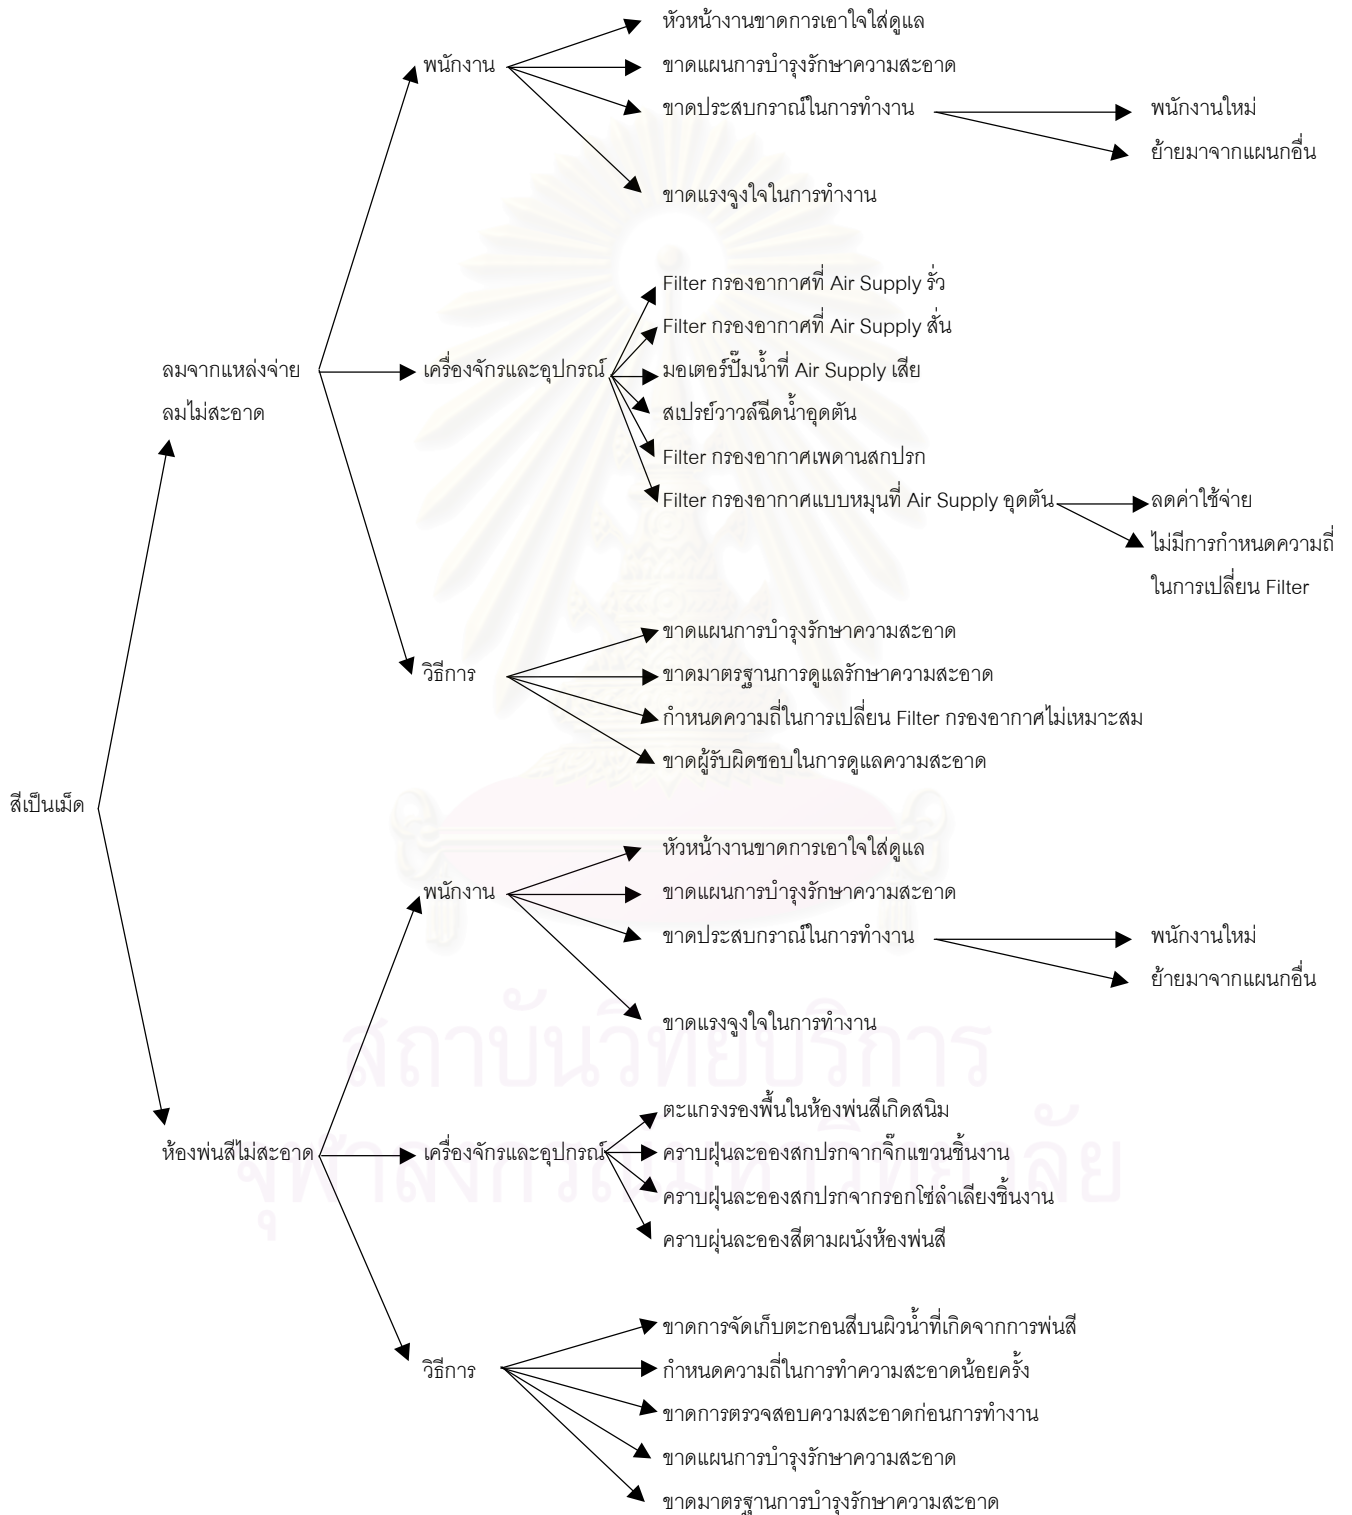 หัวหน้างานขาดการเอาใจใส่ดูแล
พนักงาน
ขาดแผนการบำรุงรักษาความสะอาด
ขาดประสบการาณ์ในการทำงาน
พนักงานใหม่
ย้ายมาจากแผนกอื่น
ขาดแรงจูงใจในการทำงาน
Filter กรองอากาศที่ Air Supply รั่ว
Filter กรองอากาศที่ Air Supply สั่น
ลมจากแหล่งจ่าย
เครื่องจักรและอุปกรณ์
มอเตอร์ปั๊มน้ำที่ Air Supply เสีย
ลมไม่สะอาด
สเปรย์วาวล์ฉีดน้ำอุดตัน
Filter กรองอากาศเพดานสกปรก
Filter กรองอากาศแบบหมุนที่ Air Supply อุดตัน
ลดค่าใช้จ่าย
ไม่มีการกำหนดความถี่
ในการเปลี่ยน Filter
ขาดแผนการบำรุงรักษาความสะอาด
วิธีการ
ขาดมาตรฐานการดูแลรักษาความสะอาด
กำหนดความถี่ในการเปลี่ยน Filter กรองอากาศไม่เหมาะสม
ขาดผู้รับผิดชอบในการดูแลความสะอาด
สีเป็นเม็ด
หัวหน้างานขาดการเอาใจใส่ดูแล
พนักงาน
ขาดแผนการบำรุงรักษาความสะอาด
ขาดประสบกราณ์ในการทำงาน
พนักงานใหม่
ย้ายมาจากแผนกอื่น
ขาดแรงจูงใจในการทำงาน
สถาบันวิทยบริการ
ตะแกรงรองพื้นในห้องพ่นสีเกิดสนิม
ห้องพ่นสีไม่สะอาด
เครื่องจักรและอุปกรณ์
คราบฝุ่นละอองสกปรกจากจิ๊กแขวนชิ้นงาน
จุฬาลงกรณ์มหาวิทยาลัย
คราบฝุ่นละอองสกปรกจากรอกโซ่ลำเลียงชิ้นงาน
คราบผุ่นละอองสีตามผนังห้องพ่นสี
ขาดการจัดเก็บตะกอนสีบนผิวน้ำที่เกิดจากการพ่นสี
วิธีการ
กำหนดความถี่ในการทำความสะอาดน้อยครั้ง
ขาดการตรวจสอบความสะอาดก่อนการทำงาน
ขาดแผนการบำรุงรักษาความสะอาด
ขาดมาตรฐานการบำรุงรักษาความสะอาด